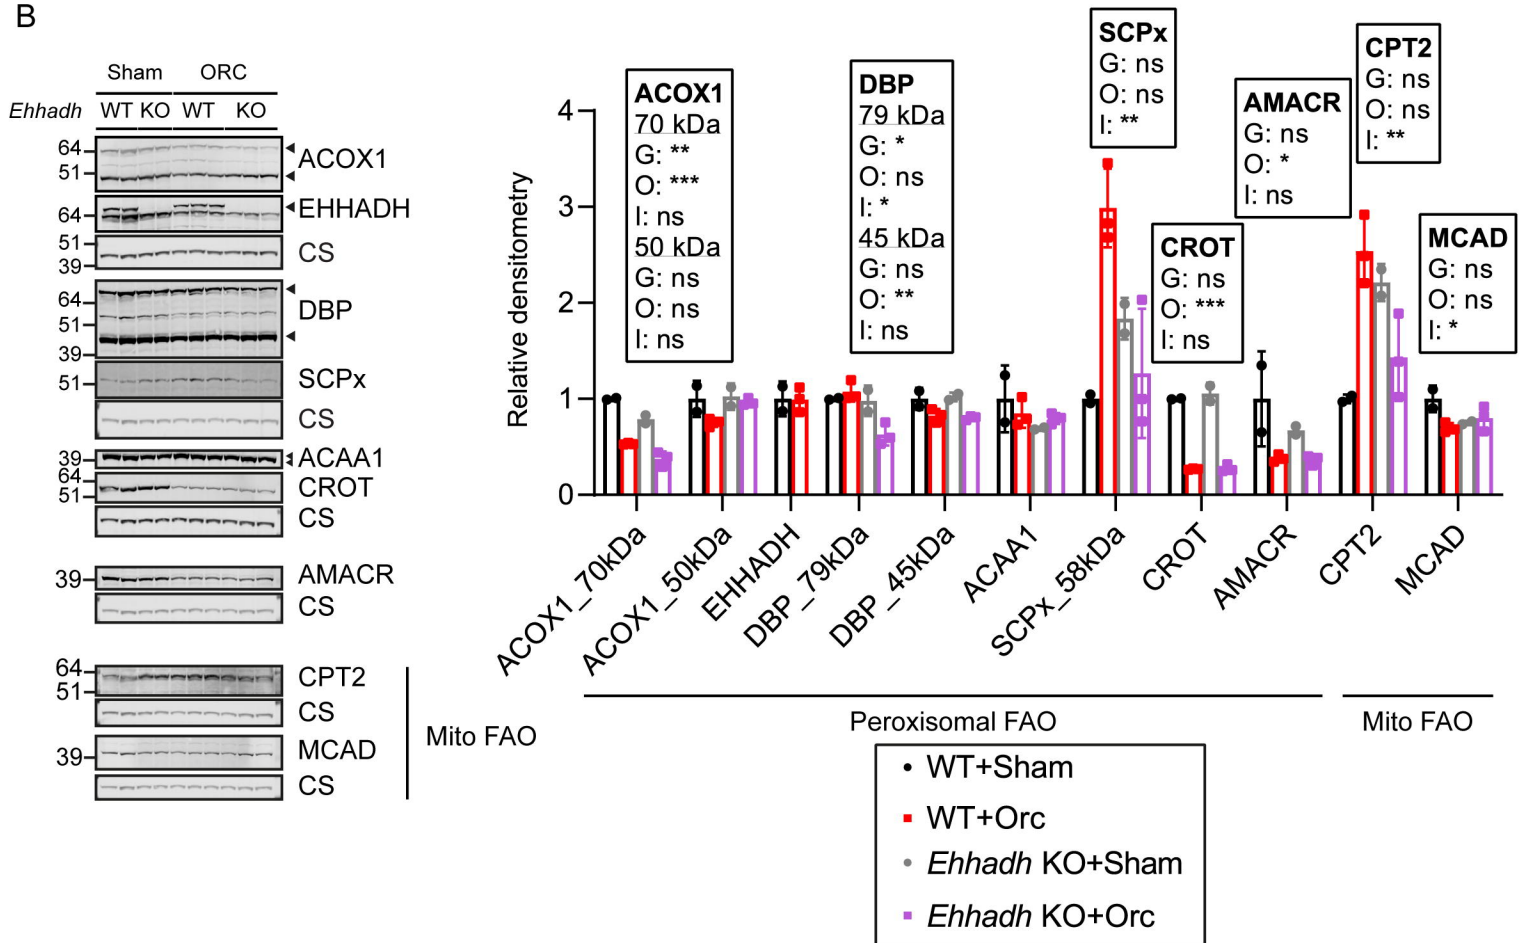 B
Sham ORC
Ehhadh WT KO WT KO
64
51
ACOX1
64
EHHADH
51
39
CS
64
51
39
DBP
51
SCPx
CS
39
ACAA1
64
51
CROT
CS
39
AMACR
CS
64
51
CPT2
CS
39
MCAD
CS
Mito FAO
Relative densitometry
4
3
2
1
0
ACOX1
70 kDa
G: **
O: ***
I: ns
50 kDa
G: ns
O: ns
I: ns
DBP
79 kDa
G: *
O: ns
I: *
45 kDa
G: ns
O: **
I: ns
SCPx
G: ns
O: ns
I: **
CROT
G: ns
O: ***
I: ns
AMACR
G: ns
O: *
I: ns
CPT2
G: ns
O: ns
I: **
MCAD
G: ns
O: ns
I: *
ACOX1_70kDa
ACOX1_50kDa
EHHADH
DBP_79kDa
DBP_45kDa
ACAA1
SCPx_58kDa
CROT
AMACR
CPT2
MCAD
Peroxisomal FAO
Mito FAO
WT+Sham
WT+Orc
Ehhadh KO+Sham
Ehhadh KO+Orc